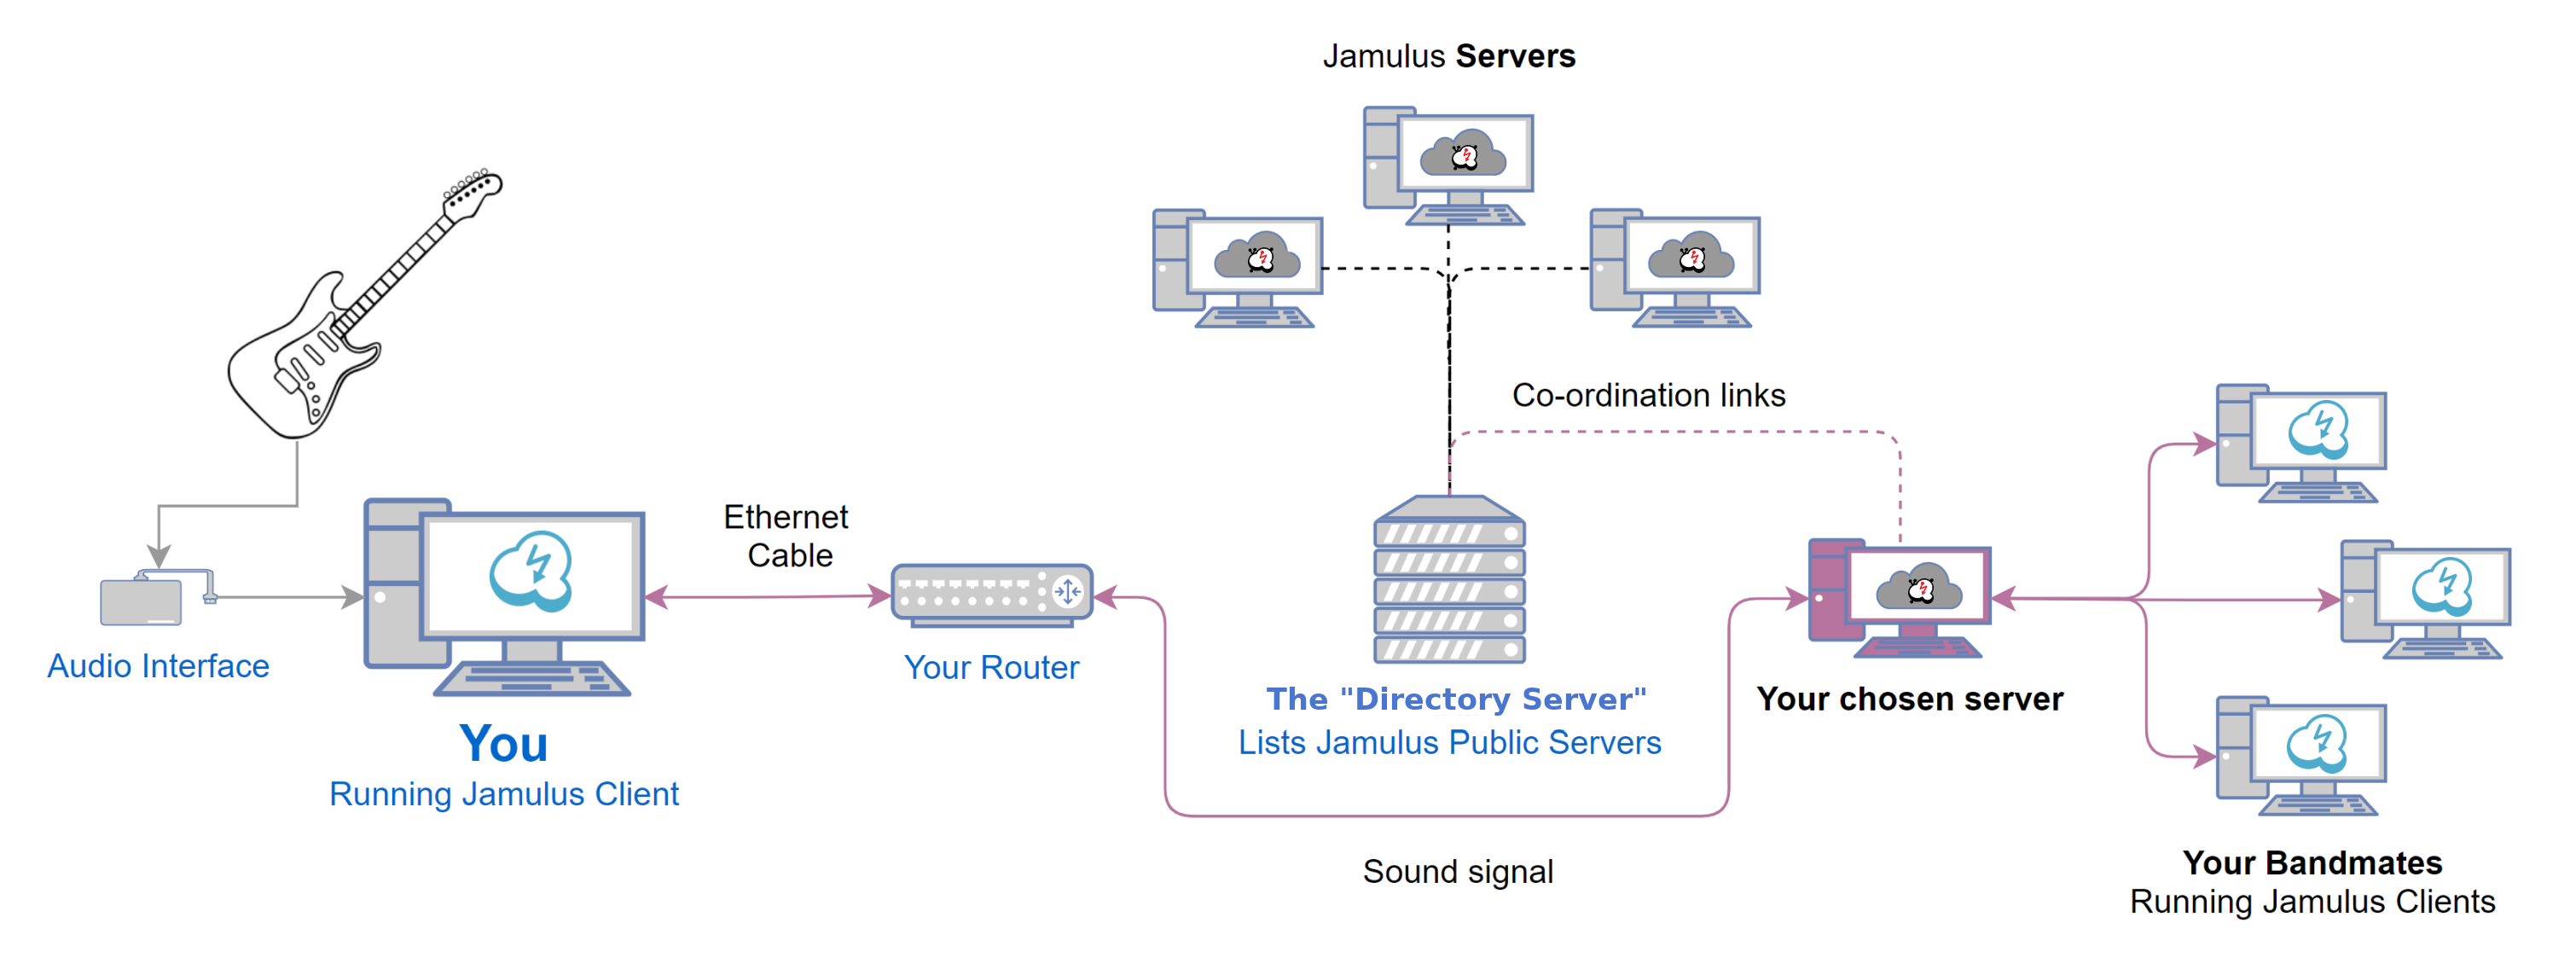 Jamulus Servers
Co-ordination links
Ethernet
Cable
Audio Interface
Your Router
You
Running Jamulus Client
The "Directory Server"
Lists Jamulus Public Servers
Your chosen server
Sound signal
Your Bandmates
Running Jamulus Clients